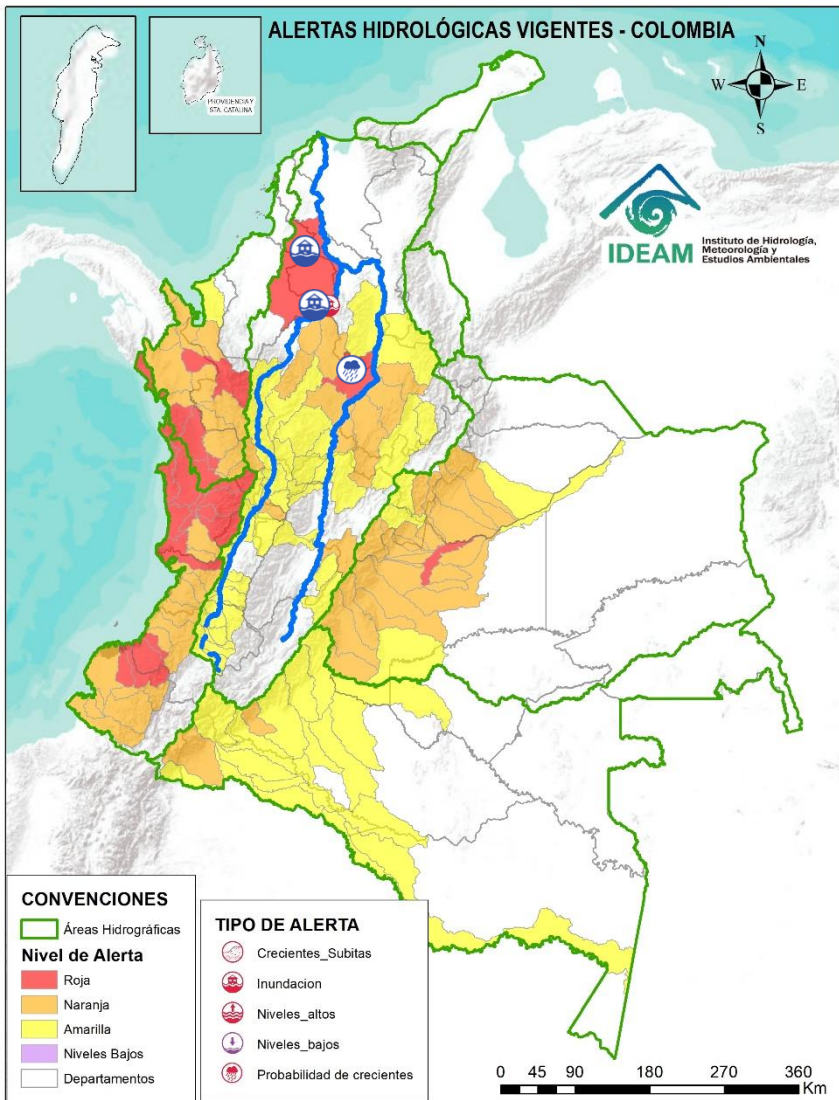 ALERTAS HIDROLÓGICAS VIGENTES - COLOMBIA
PROVIDENCIA Y
STA. CATALINA
N
W
E
S
IDEAM
Instituto de Hidrología,
Meteorología y
Estudios Ambientales
CONVENCIONES
Áreas Hidrográficas
Nivel de Alerta
Roja
Naranja
Amarilla
Niveles Bajos
Departamentos
TIPO DE ALERTA
Crecientes_Subitas
Inundacion
Niveles_altos
Niveles_bajos
Probabilidad de crecientes
0 45 90 180 270 360
Km